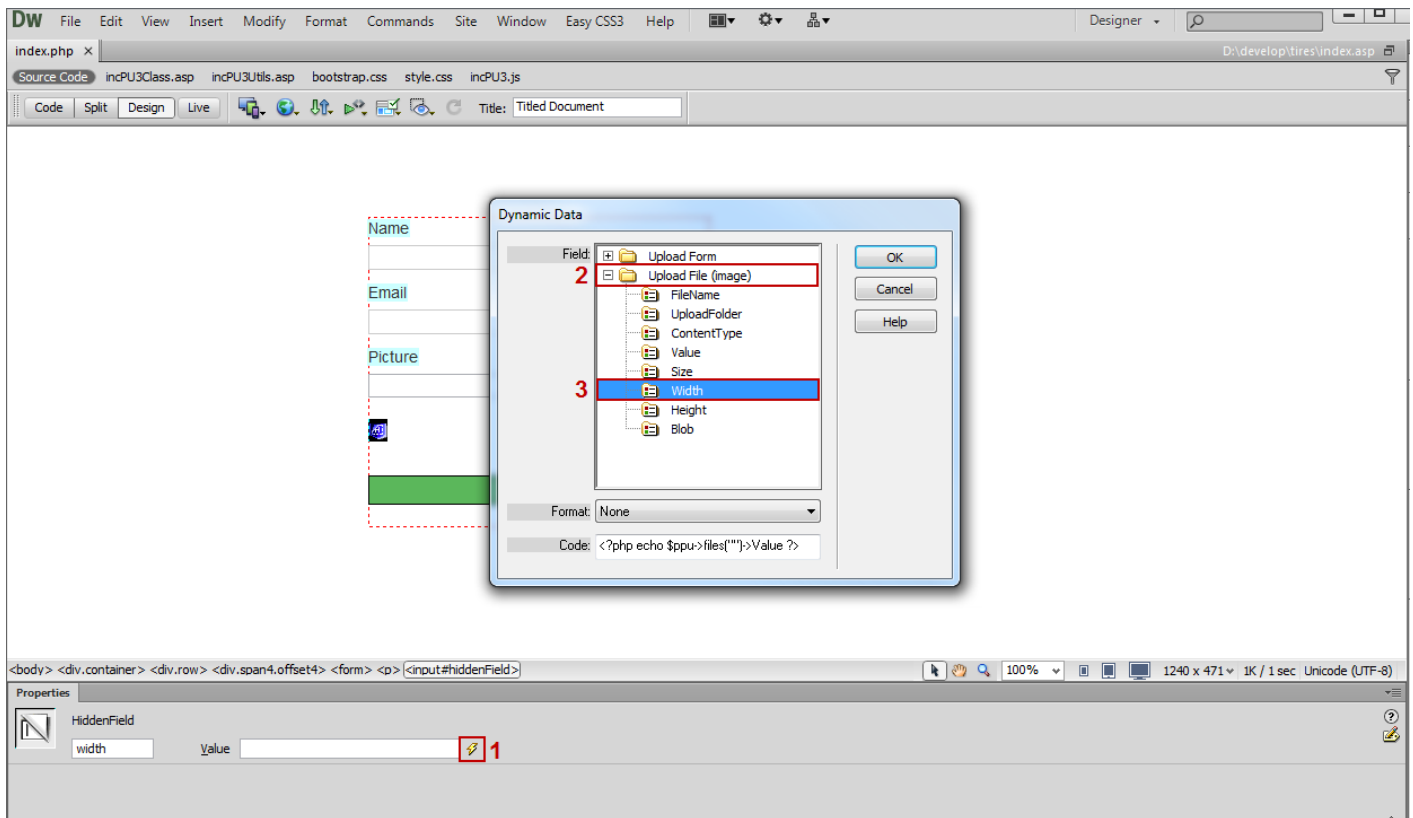 DW File Edit View Insert Modify Format Commands Site Window Easy CSS3 Help Designer
index.php × D:\develop\tires\index.asp
Source Code incPU3Class.asp incPU3Utils.asp bootstrap.css style.css incPU3.js
Code Split Design Live Title: Titled Document
Dynamic Data
Name
Email
Picture
Field: Upload Form
2 Upload File (image)
FileName
UploadFolder
ContentType
Value
Size
3 Width
Height
Blob
OK
Cancel
Help
Format: None
Code: <?php echo $ppu->files("")->Value ?>
<body> <div.container> <div.row> <div.span4.offset4> <form> <p> <input#hiddenField> 100% 1240 x 471 1K / 1 sec Unicode (UTF-8)
Properties
HiddenField
width Value 1